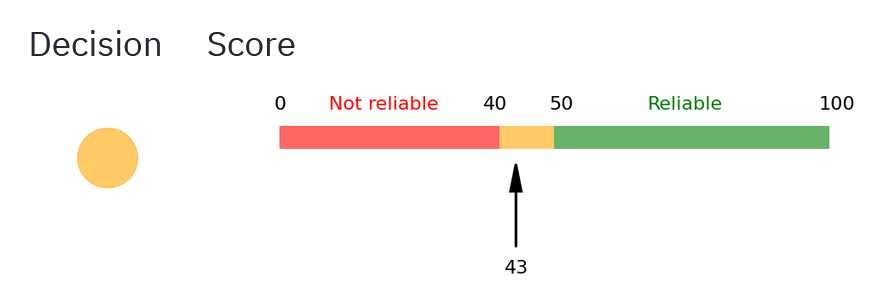 Decision Score
0 Not reliable 40 50 Reliable 100
43